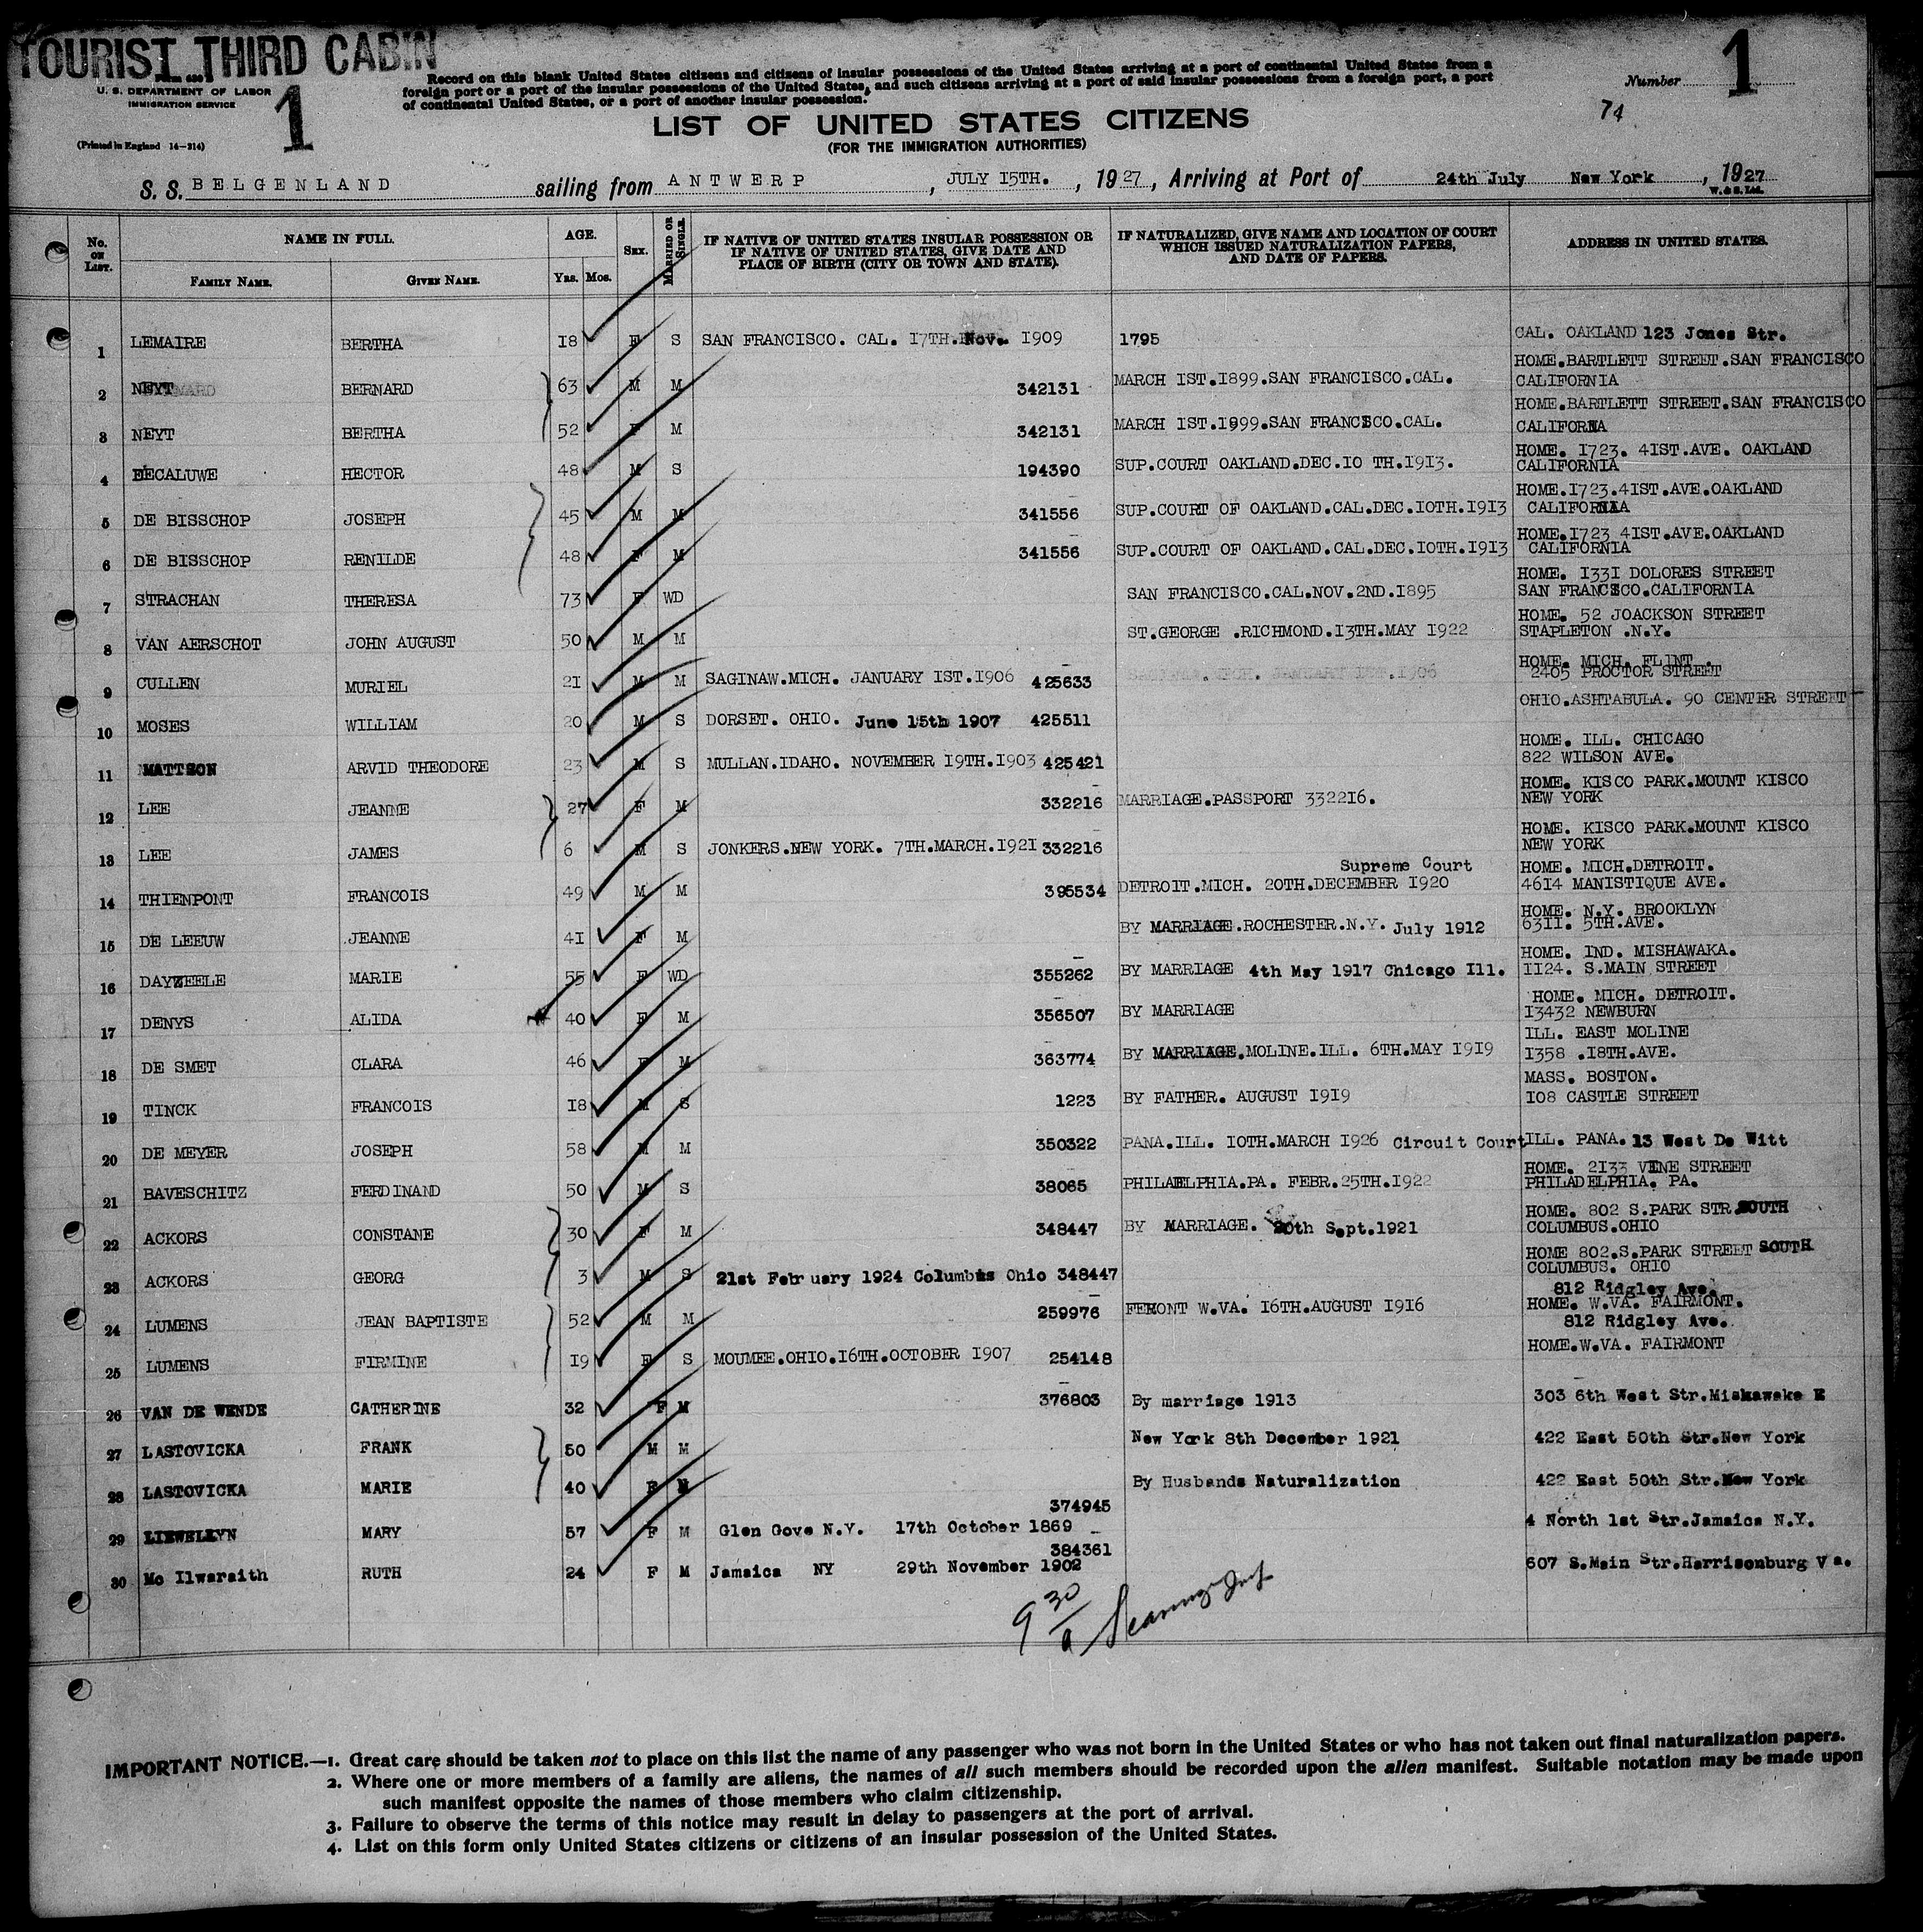 TOURIST THIRD CABIN
U. S. DEPARTMENT OF LABOR
IMMIGRATION SERVICE
(Printed in England 14-214)
1
Record on this blank United States citizens and citizens of insular possessions of the United States arriving at a port of continental United States from a
foreign port or a port of the insular possessions of the United States, and such citizens arriving at a port of said insular possessions from a foreign port, a port
of continental United States, or a port of another insular possession.
Number 1
74
LIST OF UNITED STATES CITIZENS
(FOR THE IMMIGRATION AUTHORITIES)
S. S. BELGENLAND sailing from ANTWERP, JULY 15TH., 1927, Arriving at Port of 24th July New York, 1927
W. & S. Ltd.
No. ON LIST. NAME IN FULL. AGE. SEX. MARRIED OR SINGLE. IF NATIVE OF UNITED STATES INSULAR POSSESSION OR IF NATIVE OF UNITED STATES, GIVE DATE AND PLACE OF BIRTH (CITY OR TOWN AND STATE). IF NATURALIZED, GIVE NAME AND LOCATION OF COURT WHICH ISSUED NATURALIZATION PAPERS, AND DATE OF PAPERS. ADDRESS IN UNITED STATES.
FAMILY NAME. GIVEN NAME. Yrs. Mos.
1 LEMAIRE BERTHA 18 F S SAN FRANCISCO. CAL. 17TH. Nov. 1909 1795 CAL. OAKLAND 123 Jones Str.
2 NEYT BERNARD 63 M M 342131 MARCH 1ST.1899.SAN FRANCISCO.CAL. HOME.BARTLETT STREET.SAN FRANCISCO CALIFORNIA
3 NEYT BERTHA 52 F M 342131 MARCH 1ST.1899.SAN FRANCISCO.CAL. HOME.BARTLETT STREET.SAN FRANCISCO CALIFORNIA
4 DECALUWE HECTOR 48 M S 194390 SUP.COURT OAKLAND.DEC.10 TH.1913. HOME. 1723. 41ST.AVE. OAKLAND CALIFORNIA
5 DE BISSCHOP JOSEPH 45 M M 341556 SUP.COURT OF OAKLAND.CAL.DEC.10TH.1913 HOME.1723.41ST.AVE.OAKLAND CALIFORNIA
6 DE BISSCHOP RENILDE 48 F M 341556 SUP.COURT OF OAKLAND.CAL.DEC.10TH.1913 HOME.1723 41ST.AVE.OAKLAND CALIFORNIA
7 STRACHAN THERESA 73 F WD SAN FRANCISCO.CAL.NOV.2ND.1895 HOME. 1331 DOLORES STREET SAN FRANCISCO.CALIFORNIA
8 VAN AERSCHOT JOHN AUGUST 50 M M ST.GEORGE .RICHMOND.13TH.MAY 1922 HOME. 52 JOACKSON STREET STAPLETON .N.Y.
9 CULLEN MURIEL 21 M M SAGINAW.MICH. JANUARY 1ST.1906 425633 HOME. MICH. FLINT. 2405 PROCTOR STREET
10 MOSES WILLIAM 20 M S DORSET. OHIO. June 15th 1907 425511 OHIO.ASHTABULA. 90 CENTER STREET
11 MATTSON ARVID THEODORE 23 M S MULLAN.IDAHO. NOVEMBER 19TH.1903 425421 HOME. ILL. CHICAGO 822 WILSON AVE.
12 LEE JEANNE 27 F M 332216 MARRIAGE.PASSPORT 332216. HOME. KISCO PARK.MOUNT KISCO NEW YORK
13 LEE JAMES 6 M S JONKERS.NEW YORK. 7TH.MARCH.1921 332216 HOME. KISCO PARK.MOUNT KISCO NEW YORK
14 THIENPONT FRANCOIS 49 M M 395534 Supreme Court DETROIT.MICH. 20TH.DECEMBER 1920 HOME. MICH.DETROIT. 4614 MANISTIQUE AVE.
15 DE LEEUW JEANNE 41 F M BY MARRIAGE.ROCHESTER.N.Y. July 1912 HOME. N.Y. BROOKLYN 6311. 5TH.AVE.
16 DAYZEELE MARIE 55 F WD 355262 BY MARRIAGE 4th May 1917 Chicago Ill. HOME. IND. MISHAWAKA. 1124. S.MAIN STREET
17 DENYS ALIDA 40 F M 356507 BY MARRIAGE HOME. MICH. DETROIT. 13432 NEWBURN
18 DE SMET CLARA 46 F M 363774 BY MARRIAGE.MOLINE.ILL. 6TH.MAY 1919 ILL. EAST MOLINE 1358 .18TH.AVE.
19 TINCK FRANCOIS 18 M S 1223 BY FATHER. AUGUST 1919 MASS. BOSTON. 108 CASTLE STREET
20 DE MEYER JOSEPH 58 M M 350322 PANA.ILL. 10TH.MARCH 1926 Circuit Court ILL. PANA. 13 West De Witt
21 BAVESCHITZ FERDINAND 50 M S 38065 PHILADELPHIA.PA. FEBR.25TH.1922 HOME. 2133 VINE STREET PHILADELPHIA. PA.
22 ACKORS CONSTANE 30 F M 348447 BY MARRIAGE. 20th Sept.1921 HOME. 802 S.PARK STR.SOUTH COLUMBUS.OHIO
23 ACKORS GEORG 3 M S 21st February 1924 Columbus Ohio 348447 HOME 802.S.PARK STREET SOUTH COLUMBUS. OHIO
24 LUMENS JEAN BAPTISTE 52 M M 259976 FERONT W.VA. 16TH.AUGUST 1916 812 Ridgley Ave. HOME. W.VA. FAIRMONT.
25 LUMENS FIRMINE 19 F S MOUMEE.OHIO.16TH.OCTOBER 1907 254148 812 Ridgley Ave. HOME.W.VA. FAIRMONT
26 VAN DE WENDE CATHERINE 32 F M 376803 By marriage 1913 303 6th West Str.Miskawake E
27 LASTOVICKA FRANK 50 M M New York 8th December 1921 422 East 50th Str.New York
28 LASTOVICKA MARIE 40 F M By Husbands Naturalization 422 East 50th Str.New York
29 LLEWELLYN MARY 57 F M Glen Gove N.Y. 17th October 1869 374945 4 North 1st Str.Jamaica N.Y.
30 Mc Ilwraith RUTH 24 F M Jamaica NY 29th November 1902 384361 607 S.Main Str.Harrisonburg Va.
9 30
IMPORTANT NOTICE.—1. Great care should be taken not to place on this list the name of any passenger who was not born in the United States or who has not taken out final naturalization papers.
2. Where one or more members of a family are aliens, the names of all such members should be recorded upon the alien manifest. Suitable notation may be made upon
such manifest opposite the names of those members who claim citizenship.
3. Failure to observe the terms of this notice may result in delay to passengers at the port of arrival.
4. List on this form only United States citizens or citizens of an insular possession of the United States.